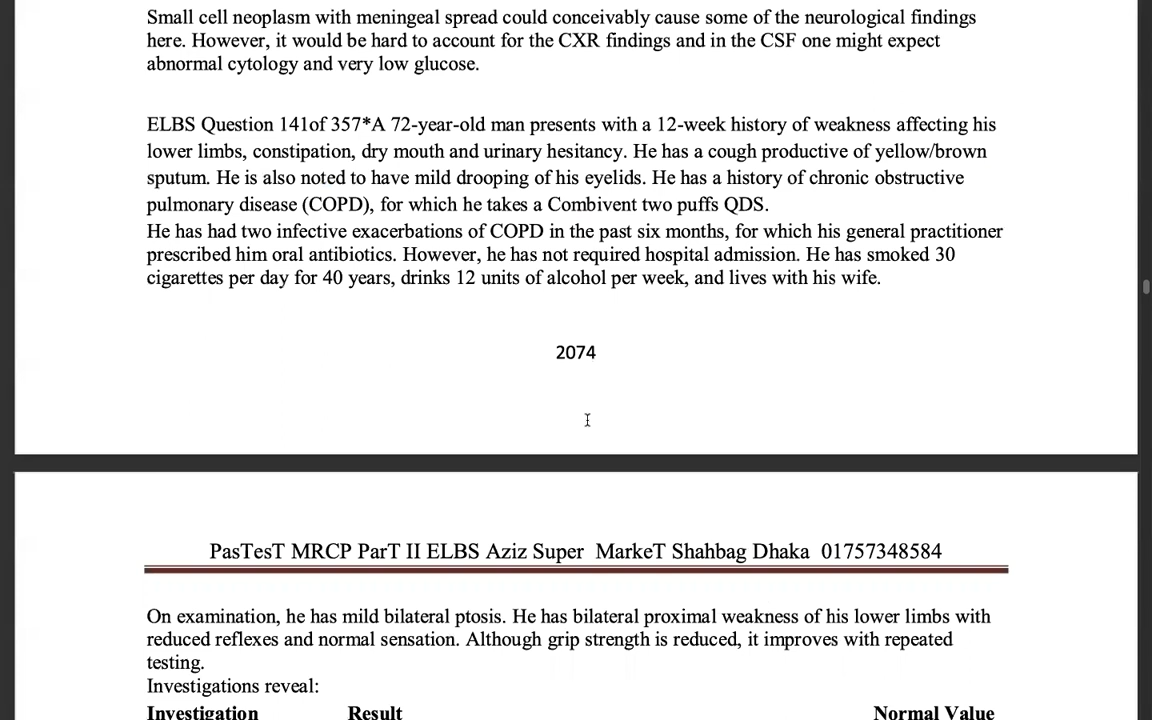 Small cell neoplasm with meningeal spread could conceivably cause some of the neurological findings
here. However, it would be hard to account for the CXR findings and in the CSF one might expect
abnormal cytology and very low glucose.
ELBS Question 141of 357*A 72-year-old man presents with a 12-week history of weakness affecting his
lower limbs, constipation, dry mouth and urinary hesitancy. He has a cough productive of yellow/brown
sputum. He is also noted to have mild drooping of his eyelids. He has a history of chronic obstructive
pulmonary disease (COPD), for which he takes a Combivent two puffs QDS.
He has had two infective exacerbations of COPD in the past six months, for which his general practitioner
prescribed him oral antibiotics. However, he has not required hospital admission. He has smoked 30
cigarettes per day for 40 years, drinks 12 units of alcohol per week, and lives with his wife.
2074
PasTesT MRCP ParT II ELBS Aziz Super MarkeT Shahbag Dhaka 01757348584
On examination, he has mild bilateral ptosis. He has bilateral proximal weakness of his lower limbs with
reduced reflexes and normal sensation. Although grip strength is reduced, it improves with repeated
testing.
Investigations reveal:
Investigation Result Normal Value